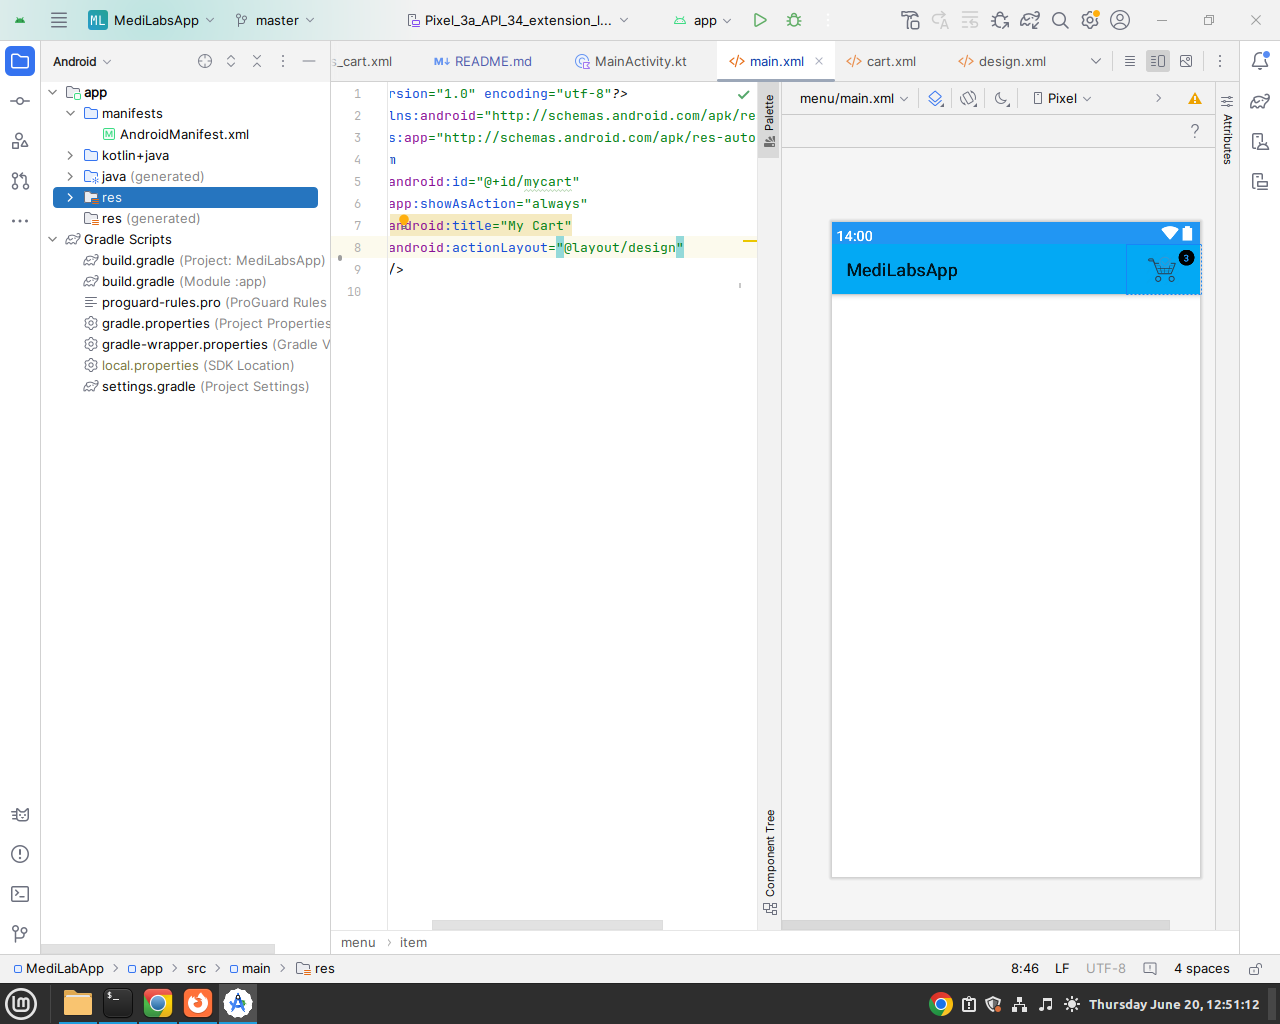 ML MediLabsApp master Pixel_3a_API_34_extension_l... app
Android
s_cart.xml README.md MainActivity.kt main.xml cart.xml design.xml
app
manifests
AndroidManifest.xml
kotlin+java
java (generated)
res
res (generated)
Gradle Scripts
build.gradle (Project: MediLabsApp)
build.gradle (Module :app)
proguard-rules.pro (ProGuard Rules
gradle.properties (Project Properties
gradle-wrapper.properties (Gradle V
local.properties (SDK Location)
settings.gradle (Project Settings)
1 rsion="1.0" encoding="utf-8"?>
2 lns:android="http://schemas.android.com/apk/re
3 s:app="http://schemas.android.com/apk/res-auto
4 m
5 android:id="@+id/mycart"
6 app:showAsAction="always"
7 android:title="My Cart"
8 android:actionLayout="@layout/design"
9 />
10
Palette
Component Tree
menu/main.xml Pixel
?
Attributes
14:00
MediLabsApp
3
menu item
MediLabApp app src main res
8:46 LF UTF-8 4 spaces
Thursday June 20, 12:51:12